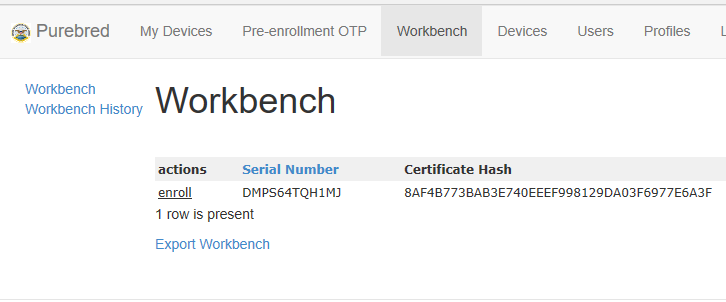 Purebred My Devices Pre-enrollment OTP Workbench Devices Users Profiles
Workbench
Workbench History
Workbench
actions Serial Number Certificate Hash
enroll DMPS64TQH1MJ 8AF4B773BAB3E740EEEF998129DA03F6977E6A3F
1 row is present
Export Workbench